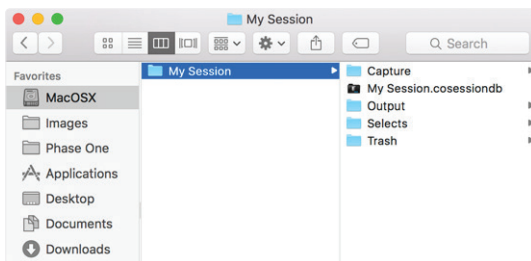 My Session
Search
Favorites
MacOSX
Images
Phase One
Applications
Desktop
Documents
Downloads
My Session
Capture
My Session.cosessiondb
Output
Selects
Trash